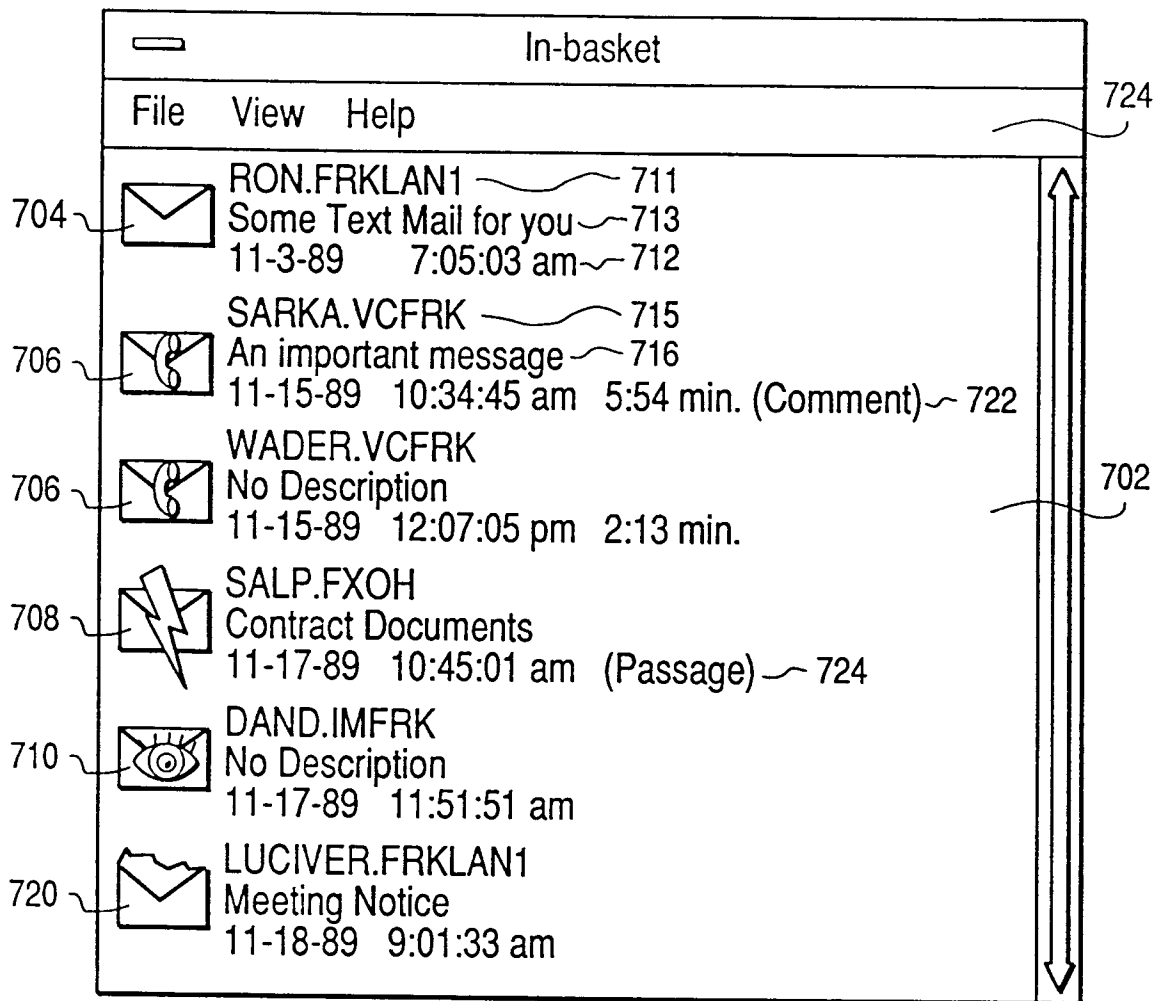 In-basket
File View Help 724
RON.FRKLAN1 711
704 Some Text Mail for you 713
11-3-89 7:05:03 am 712
SARKA.VCFRK 715
706 An important message 716
11-15-89 10:34:45 am 5:54 min. (Comment) 722
WADER.VCFRK
706 No Description 702
11-15-89 12:07:05 pm 2:13 min.
SALP.FXOH
708 Contract Documents
11-17-89 10:45:01 am (Passage) 724
DAND.IMFRK
710 No Description
11-17-89 11:51:51 am
LUCIVER.FRKLAN1
720 Meeting Notice
11-18-89 9:01:33 am